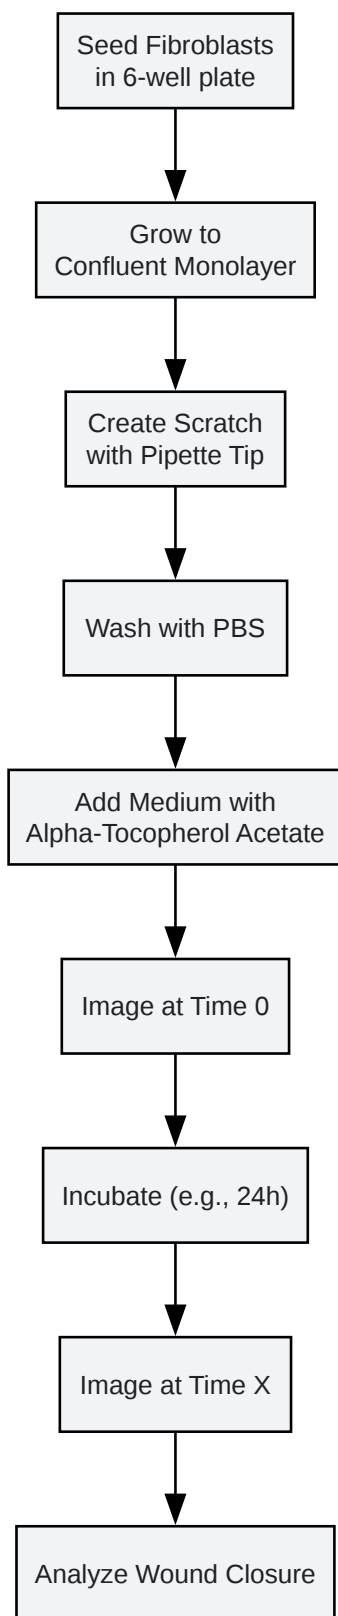 Seed Fibroblasts
in 6-well plate
Grow to
Confluent Monolayer
Create Scratch
with Pipette Tip
Wash with PBS
Add Medium with
Alpha-Tocopherol Acetate
Image at Time 0
Incubate (e.g., 24h)
Image at Time X
Analyze Wound Closure